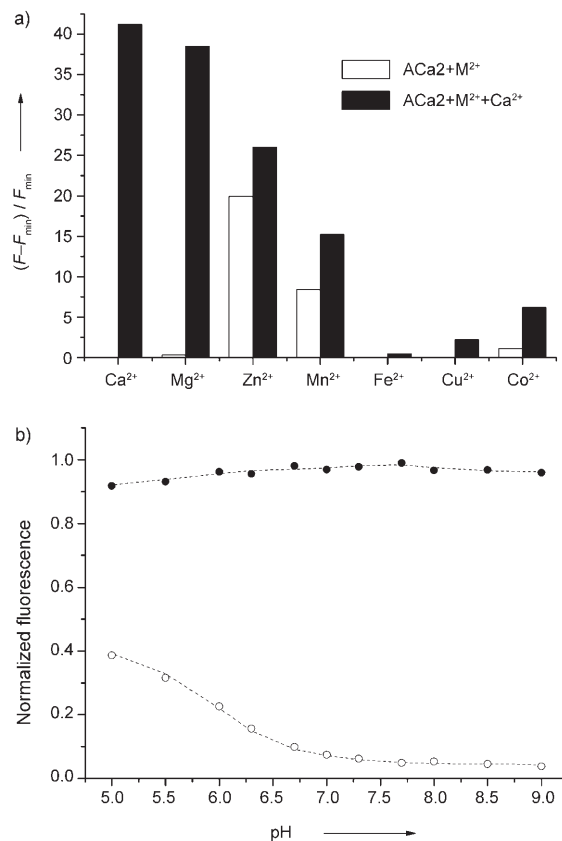 a)
40
35
30
25
20
15
10
5
0
(F–Fmin) / Fmin
ACa2+M²⁺
ACa2+M²⁺+Ca²⁺
Ca²⁺ Mg²⁺ Zn²⁺ Mn²⁺ Fe²⁺ Cu²⁺ Co²⁺
b)
1.0
0.8
0.6
0.4
0.2
0.0
Normalized fluorescence
5.0 5.5 6.0 6.5 7.0 7.5 8.0 8.5 9.0
pH